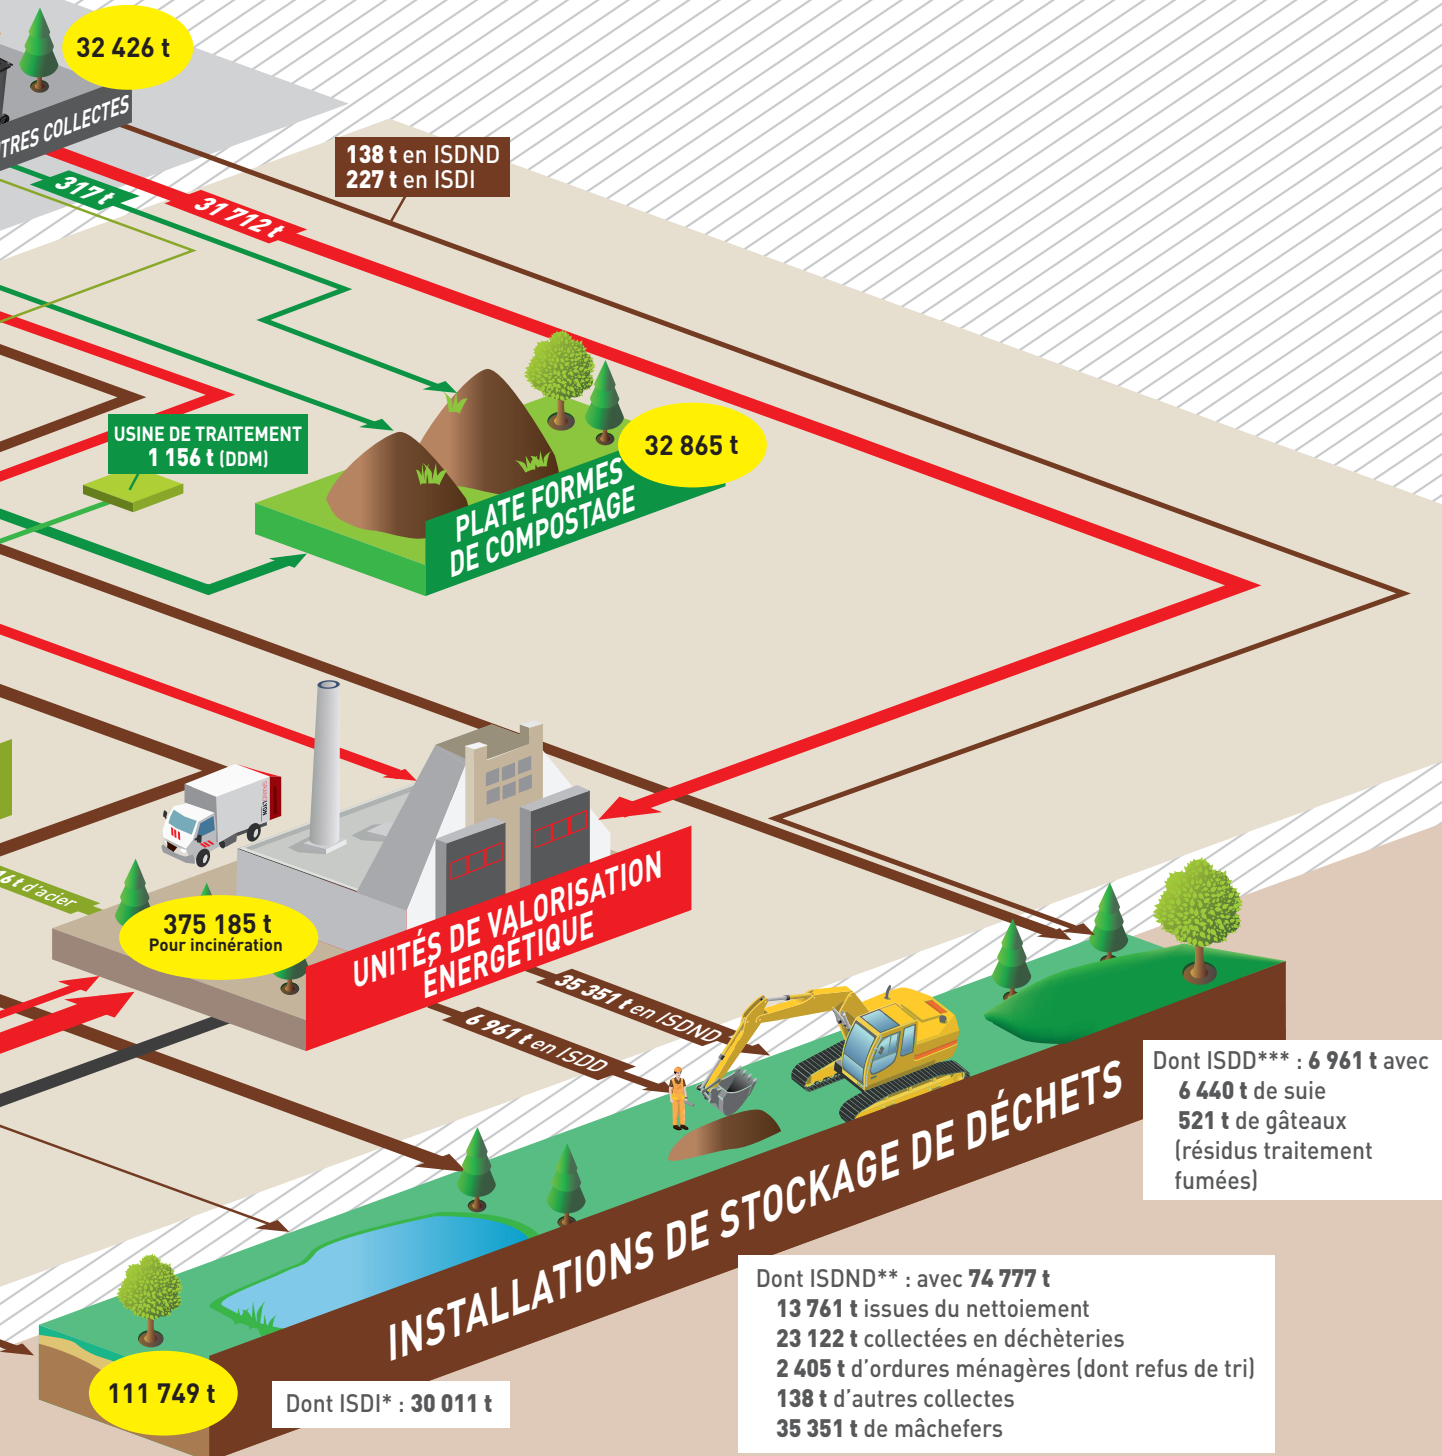 32 426 t
TRES COLLECTES
138 t en ISDND
227 t en ISDI
317 t
31 712 t
USINE DE TRAITEMENT
1 156 t (DDM)
32 865 t
PLATE FORMES
DE COMPOSTAGE
16 t d'acier
375 185 t
Pour incinération
UNITÉS DE VALORISATION
ÉNERGÉTIQUE
35 351 t en ISDND
6 961 t en ISDD
INSTALLATIONS DE STOCKAGE DE DÉCHETS
Dont ISDD*** : 6 961 t avec
6 440 t de suie
521 t de gâteaux
(résidus traitement
fumées)
Dont ISDND** : avec 74 777 t
13 761 t issues du nettoiement
23 122 t collectées en déchèteries
2 405 t d'ordures ménagères (dont refus de tri)
138 t d'autres collectes
35 351 t de mâchefers
111 749 t
Dont ISDI* : 30 011 t